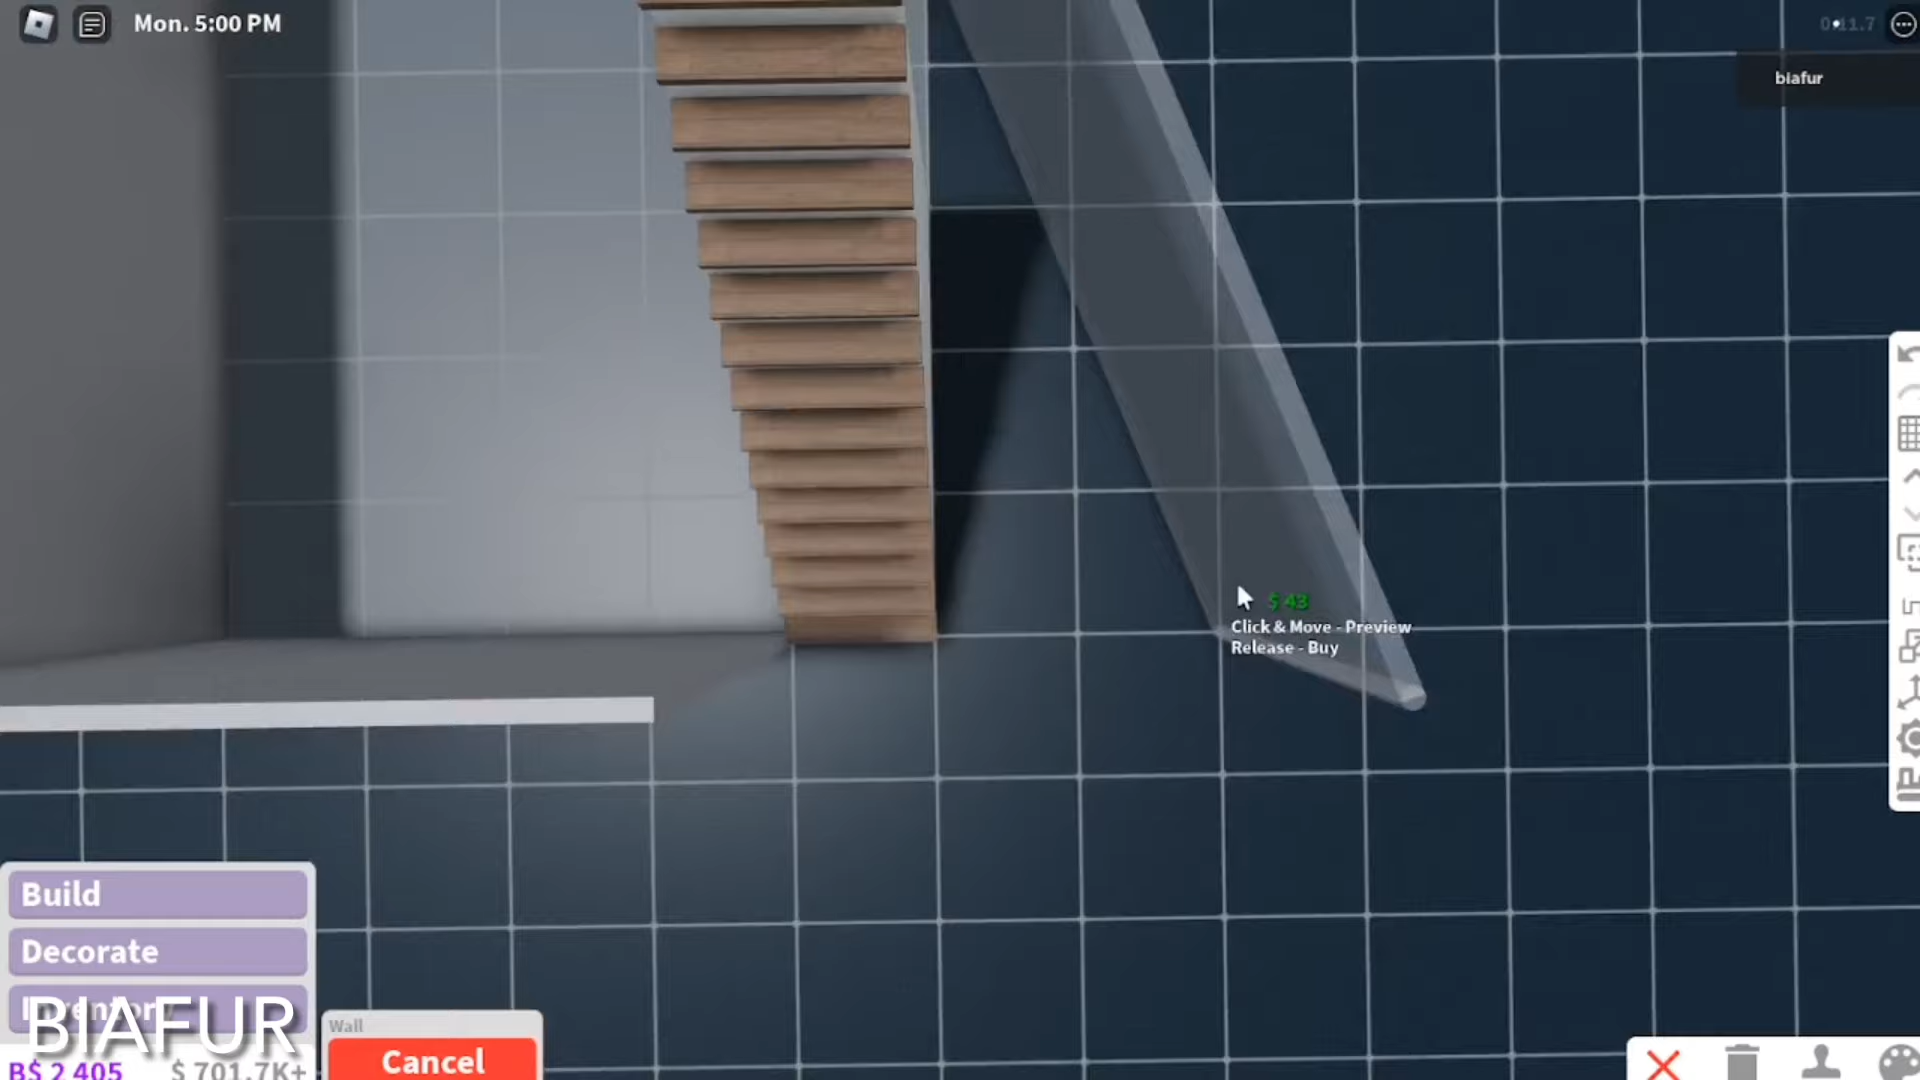 Mon. 5:00 PM
biafur
$ 43
Click & Move - Preview
Release - Buy
Build
Decorate
Inventory
BIAFUR
Wall
Cancel
B$ 2 405
$ 701.7K+